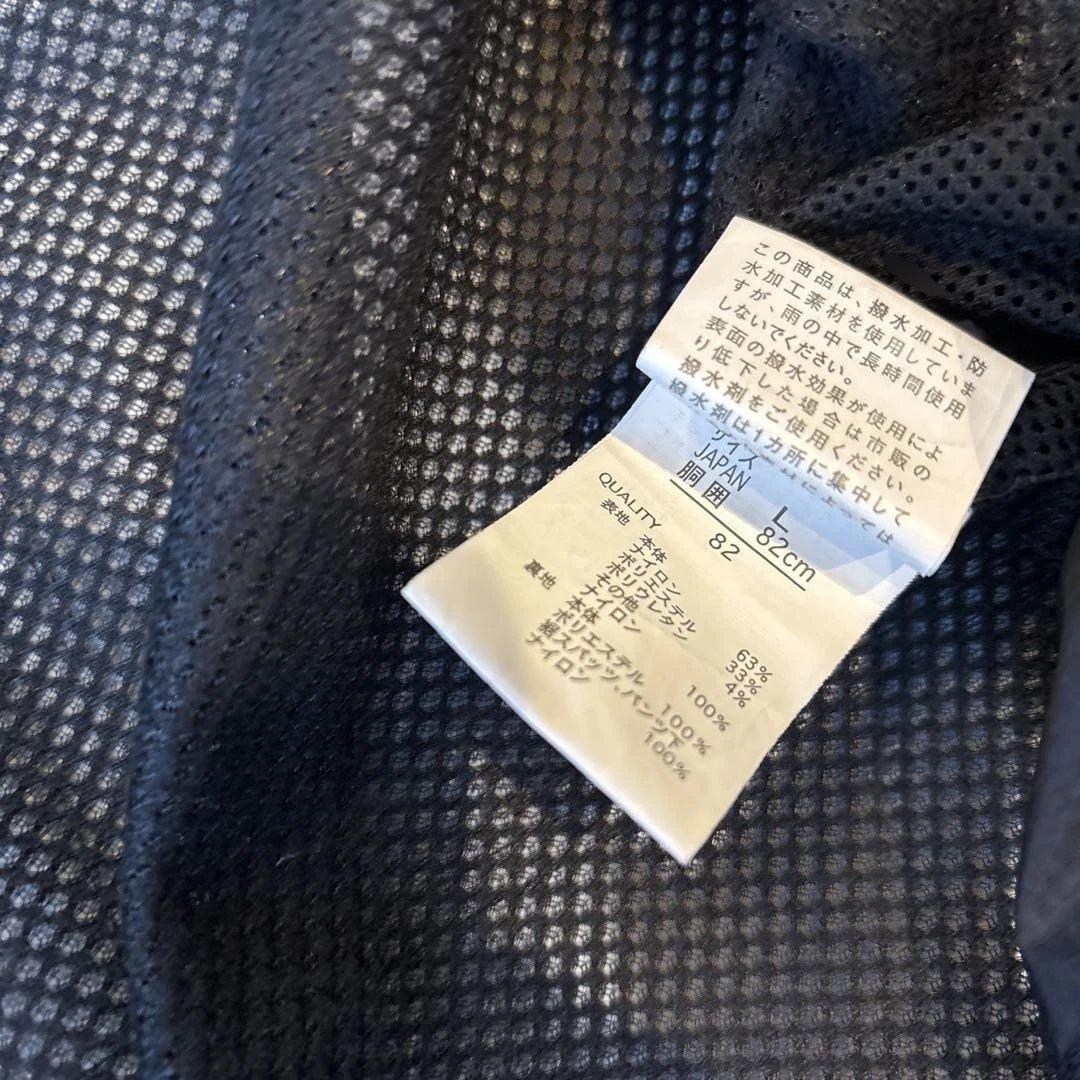 この商品は、撥水加工・防
水加工素材を使用していま
すが、雨の中で長時間使用
しないでください。
表面の撥水効果が使用によ
り低下した場合は市販の
撥水剤をご使用ください。
撥水剤は1カ所に集中して
サイズ
JAPAN L
胴囲 82cm
82
QUALITY
表地 本体
ナイロン 63%
ポリエステル 33%
ポリウレタン 4%
その他
ナイロン 100%
裏地 本体
ポリエステル 100%
裾スパッツ、パンツ下
ナイロン 100%